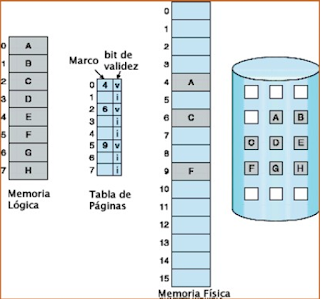 0 A
1 B
2 C
3 D
4 E
5 F
6 G
7 H
Memoria
Lógica
Marco
bit de
validez
0 4 v
1 i
2 6 v
3 i
4 i
5 9 v
6 i
7 i
Tabla de
Páginas
0
1
2
3
4 A
5
6 C
7
8
9 F
10
11
12
13
14
15
Memoria Física
A B
C D E
F G H